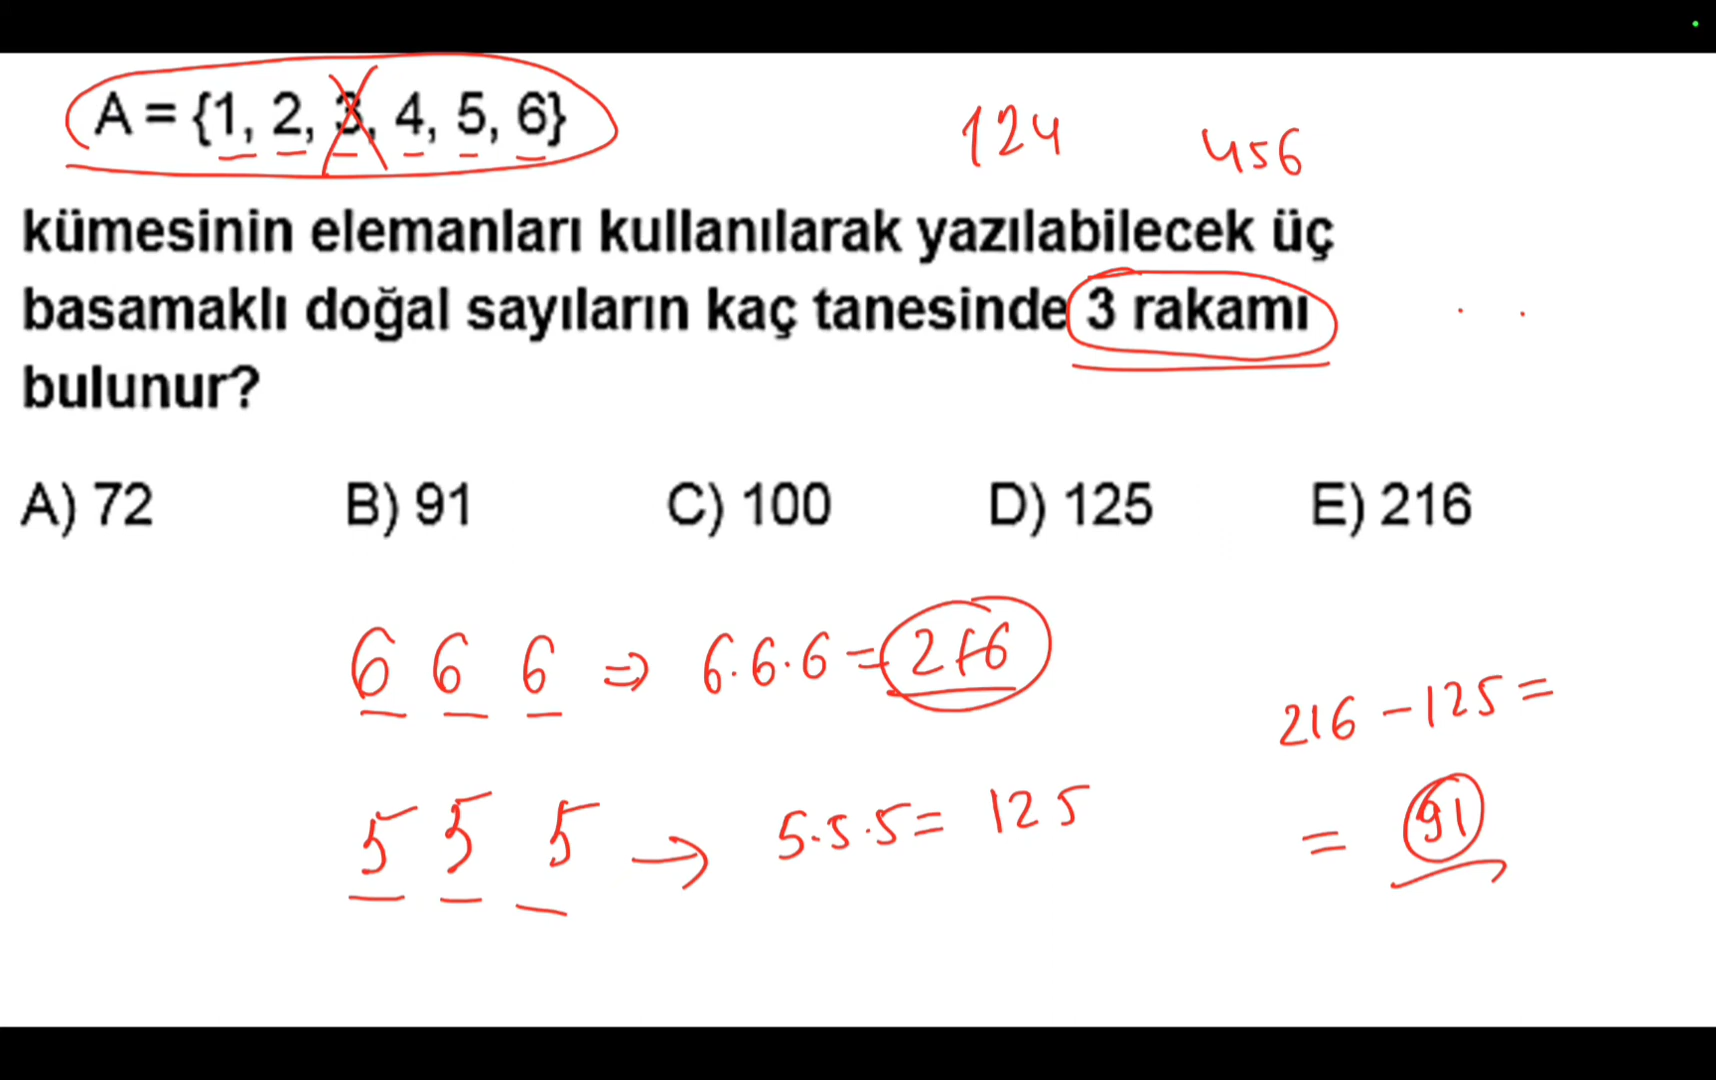 A = {1, 2, 3, 4, 5, 6}
124 456
kümesinin elemanları kullanılarak yazılabilecek üç
basamaklı doğal sayıların kaç tanesinde 3 rakamı
bulunur?
A) 72 B) 91 C) 100 D) 125 E) 216
6 6 6 ⇒ 6.6.6 = 216
216 - 125 =
5 5 5 → 5.5.5 = 125
= 91